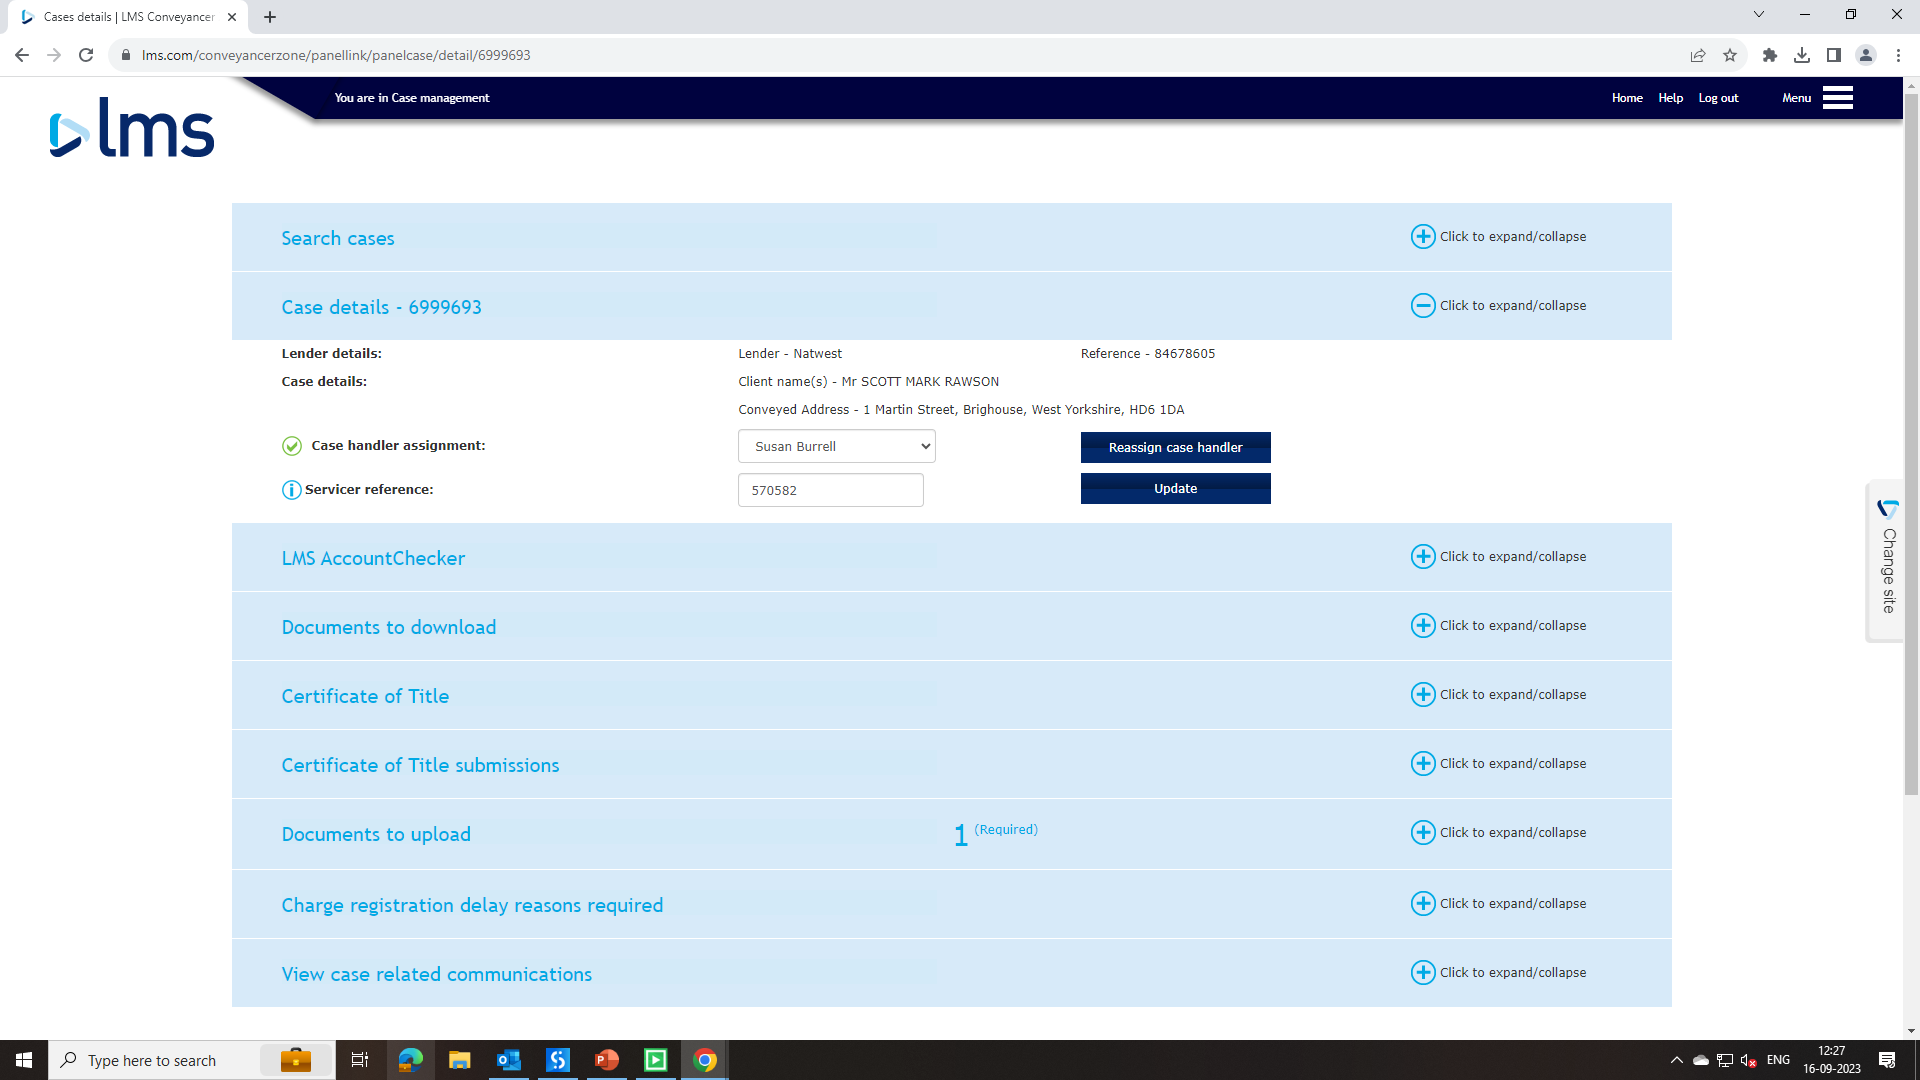 Cases details | LMS Conveyancer
lms.com/conveyancerzone/panellink/panelcase/detail/6999693
You are in Case management
Home Help Log out Menu
lms
Search cases Click to expand/collapse
Case details - 6999693 Click to expand/collapse
Lender details: Lender - Natwest Reference - 84678605
Case details: Client name(s) - Mr SCOTT MARK RAWSON
Conveyed Address - 1 Martin Street, Brighouse, West Yorkshire, HD6 1DA
Case handler assignment: Susan Burrell Reassign case handler
Servicer reference: 570582 Update
Change site
LMS AccountChecker Click to expand/collapse
Documents to download Click to expand/collapse
Certificate of Title Click to expand/collapse
Certificate of Title submissions Click to expand/collapse
Documents to upload 1 (Required) Click to expand/collapse
Charge registration delay reasons required Click to expand/collapse
View case related communications Click to expand/collapse
Type here to search
ENG
12:27
16-09-2023